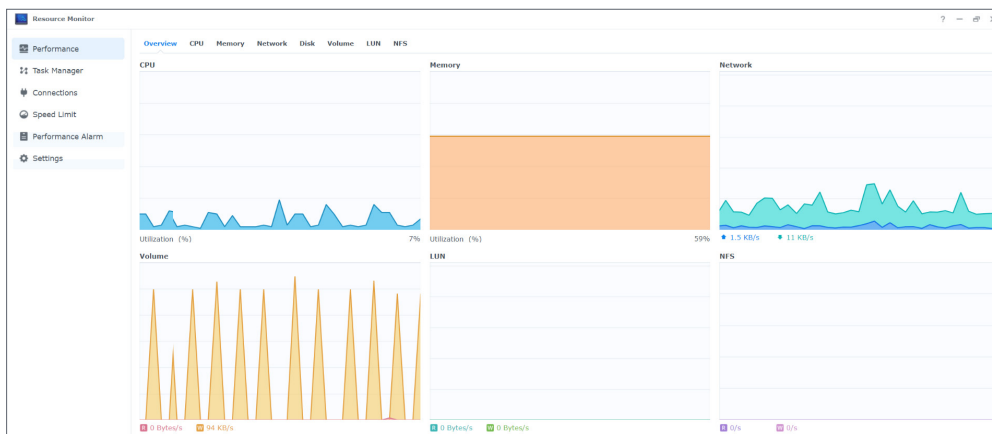 Resource Monitor
?
Performance
Task Manager
Connections
Speed Limit
Performance Alarm
Settings
Overview CPU Memory Network Disk Volume LUN NFS
CPU
Utilization (%) 7%
Memory
Utilization (%) 59%
Network
1.5 KB/s 11 KB/s
Volume
R 0 Bytes/s W 94 KB/s
LUN
R 0 Bytes/s W 0 Bytes/s
NFS
R 0/s W 0/s